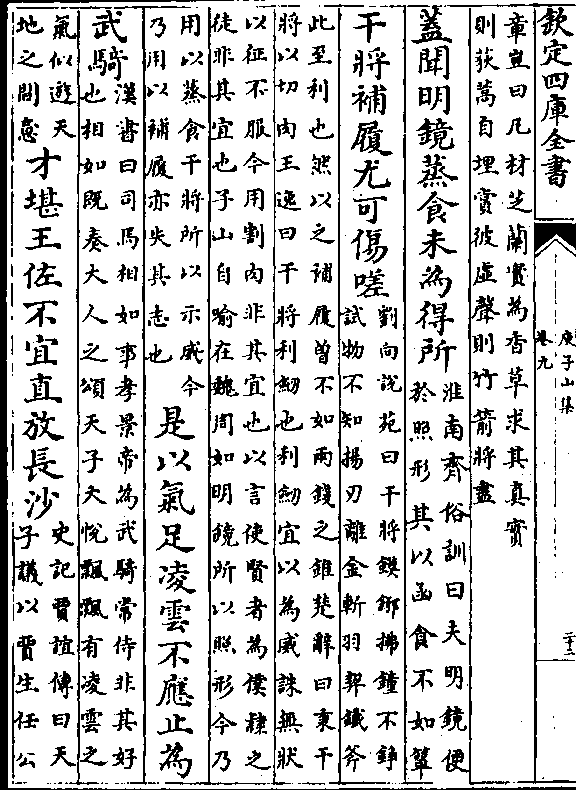 欽定四庫全書
庾子山集
卷九
二十二
章豈曰凡材芝蘭實為香草求其真實
則荻蒿自埋賞彼虚聲則竹箭將盡
蓋聞明鏡蒸食未為得所
淮南齊俗訓曰夫明鏡便
於照形其以函食不如簞
干將補履尤可傷嗟
劉向說苑曰干將鏌鋣拂鐘不錚
試物不知揚刃離金斬羽契鐵斧
此至利也然以之補履曽不如兩錢之錐楚辭曰秉干
將以切肉王逸曰干將利劒也利劒宜以為威誅無狀
以征不服今用割肉非其宜也以言使賢者為僕隸之
徒非其宜也子山自喻在魏周如明鏡所以照形今乃
用以蒸食干將所以示威今
乃用以補履亦失其志也
是以氣足凌雲不應止為
武騎
漢書曰司馬相如事孝景帝為武騎常侍非其好
也相如既奏大人之頌天子大悅飄飄有凌雲之
氣似遊天
地之間意
才堪王佐不宜直放長沙
史記賈誼傳曰天
子議以賈生任公